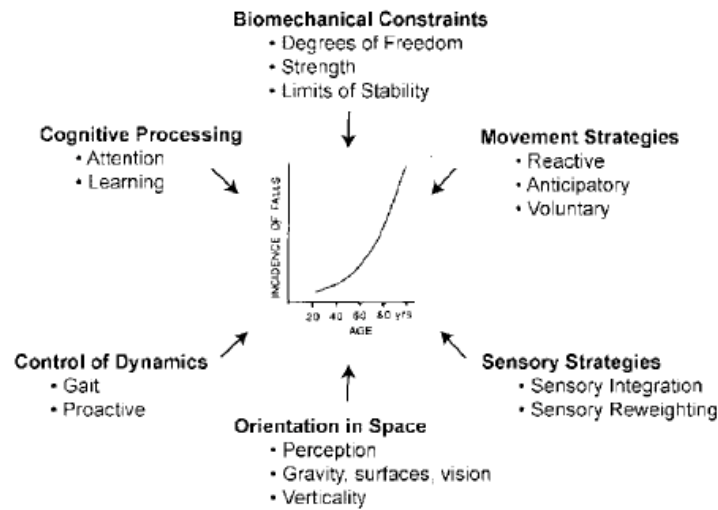 Biomechanical Constraints
• Degrees of Freedom
• Strength
• Limits of Stability
Cognitive Processing
• Attention
• Learning
Movement Strategies
• Reactive
• Anticipatory
• Voluntary
INCIDENCE OF FALLS
20 40 60 80 yrs
AGE
Control of Dynamics
• Gait
• Proactive
Sensory Strategies
• Sensory Integration
• Sensory Reweighting
Orientation in Space
• Perception
• Gravity, surfaces, vision
• Verticality